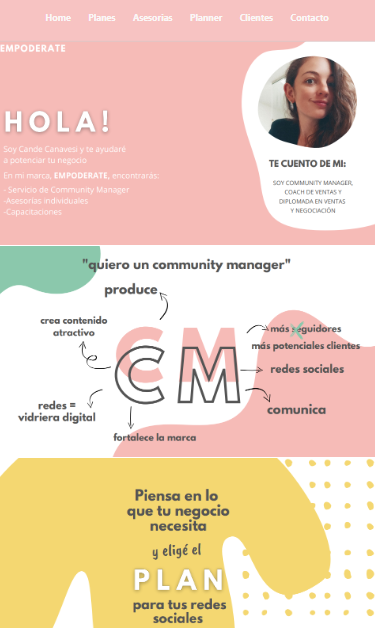 Home Planes Asesorías Planner Clientes Contacto
EMPODERATE
HOLA!
Soy Cande Canaveis y te ayudaré
a potenciar tu negocio
En mi marca, EMPODERATE, encontrarás:
- Servicio de Community Manager
-Asesorías individuales
-Capacitaciones
TE CUENTO DE MI:
SOY COMMUNITY MANAGER,
COACH DE VENTAS Y
DIPLOMADA EN VENTAS
Y NEGOCIACIÓN
"quiero un community manager"
produce
crea contenido
atractivo
CM
más seguidores
más potenciales clientes
redes sociales
redes =
vidriera digital
comunica
fortalece la marca
Piensa en lo
que tu negocio
necesita
y elegí el
PLAN
para tus redes
sociales